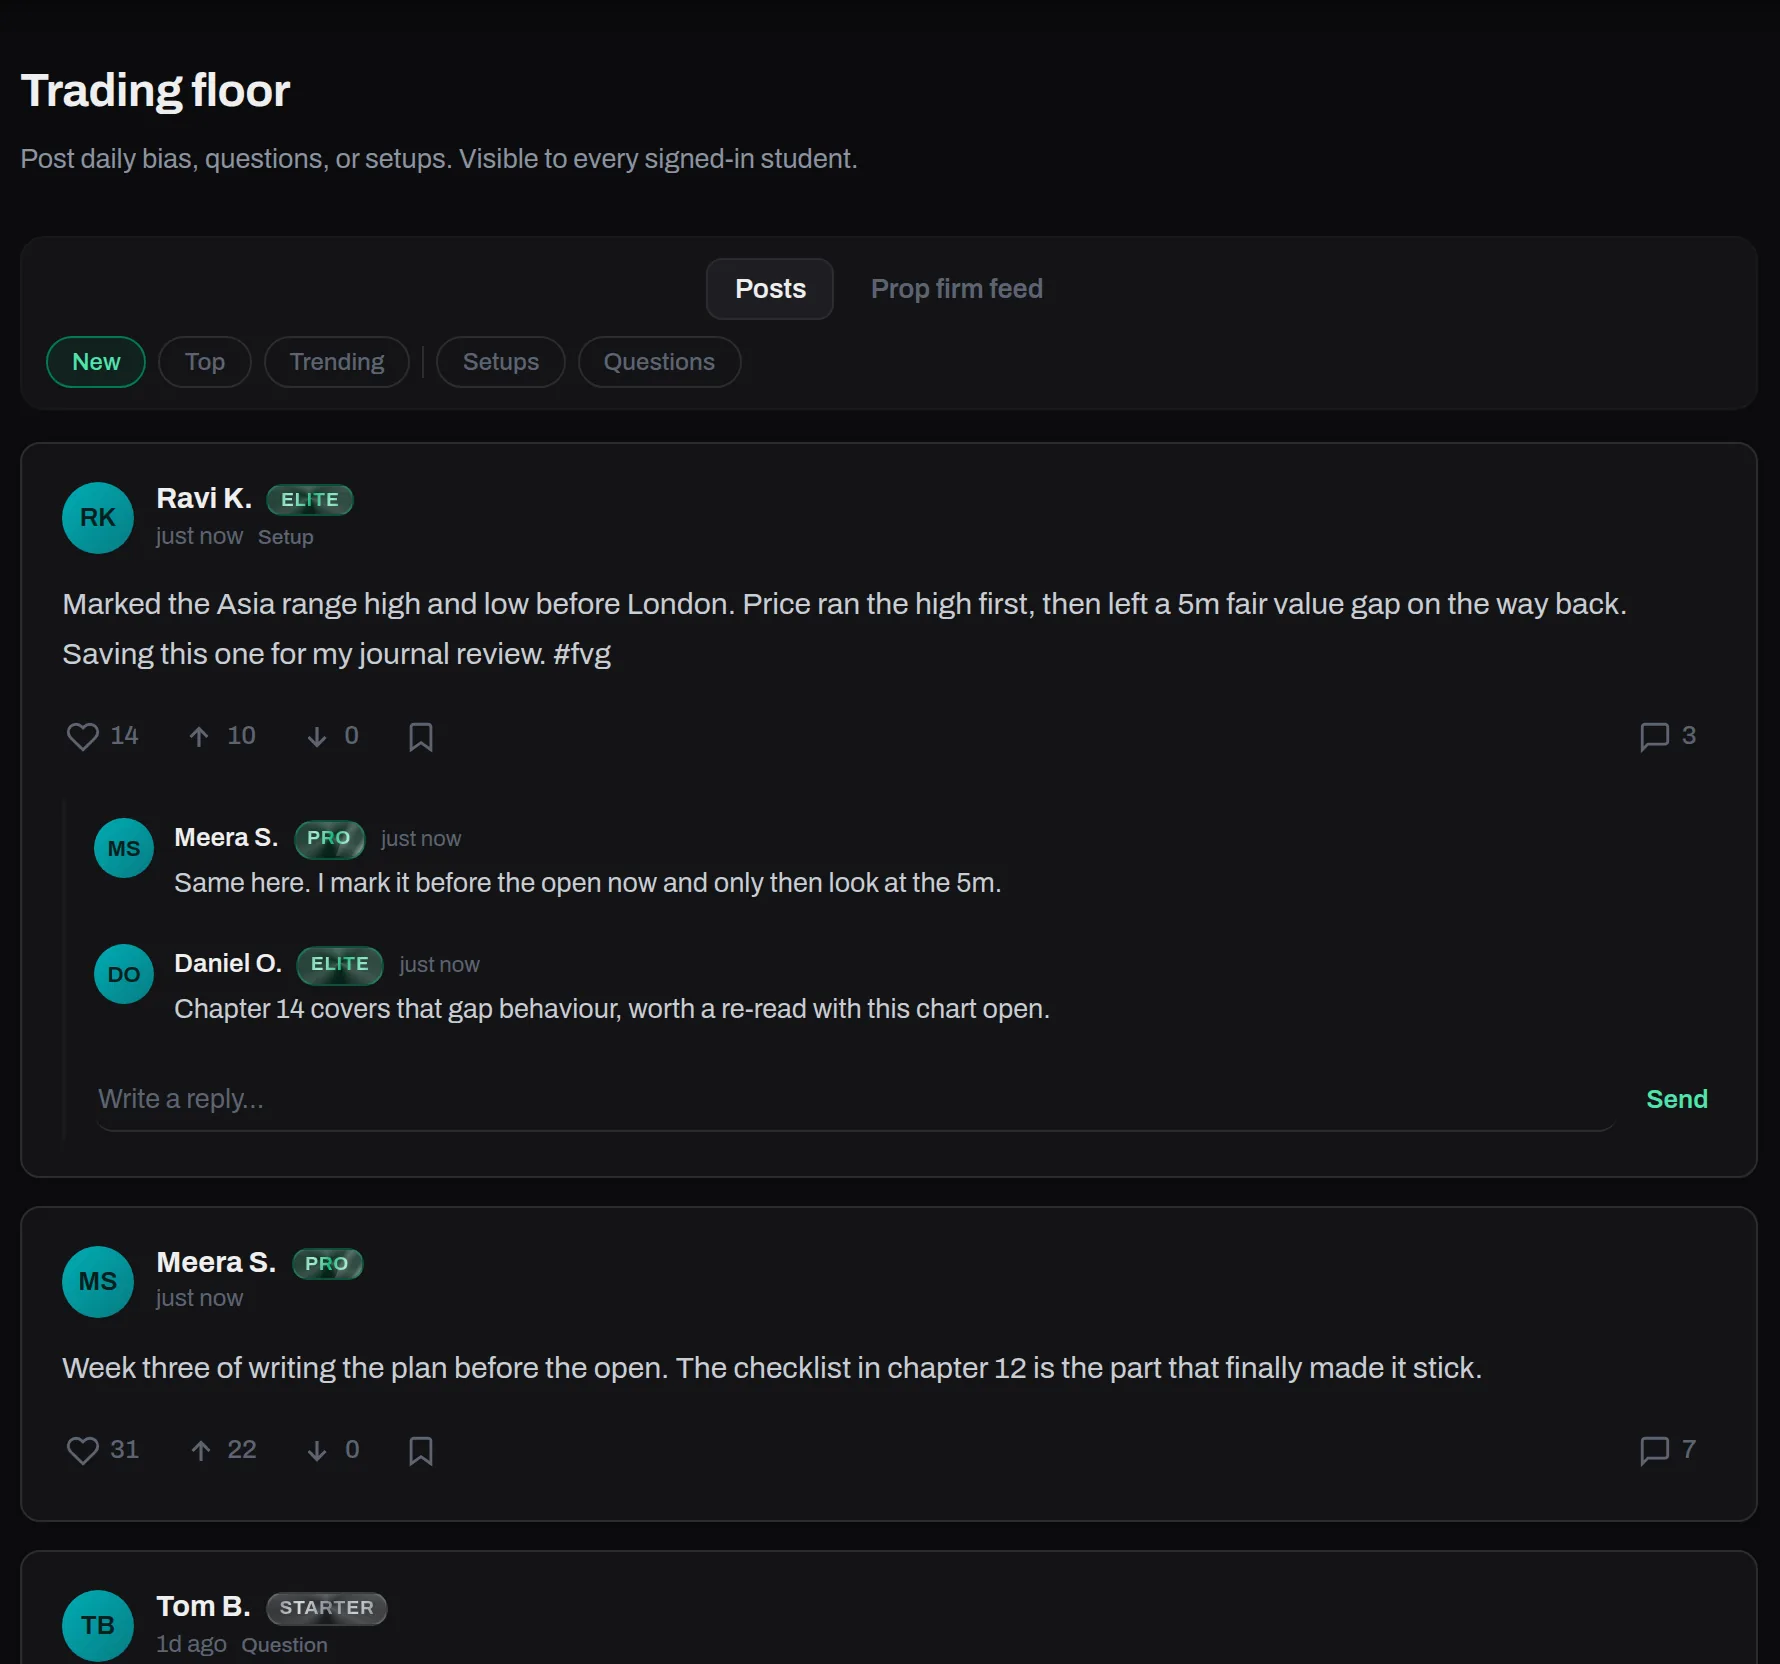 Trading floor
Post daily bias, questions, or setups. Visible to every signed-in student.
Posts Prop firm feed
New Top Trending Setups Questions
RK Ravi K. ELITE
just now Setup
Marked the Asia range high and low before London. Price ran the high first, then left a 5m fair value gap on the way back.
Saving this one for my journal review. #fvg
14 10 0 3
MS Meera S. PRO just now
Same here. I mark it before the open now and only then look at the 5m.
DO Daniel O. ELITE just now
Chapter 14 covers that gap behaviour, worth a re-read with this chart open.
Write a reply... Send
MS Meera S. PRO
just now
Week three of writing the plan before the open. The checklist in chapter 12 is the part that finally made it stick.
31 22 0 7
TB Tom B. STARTER
1d ago Question